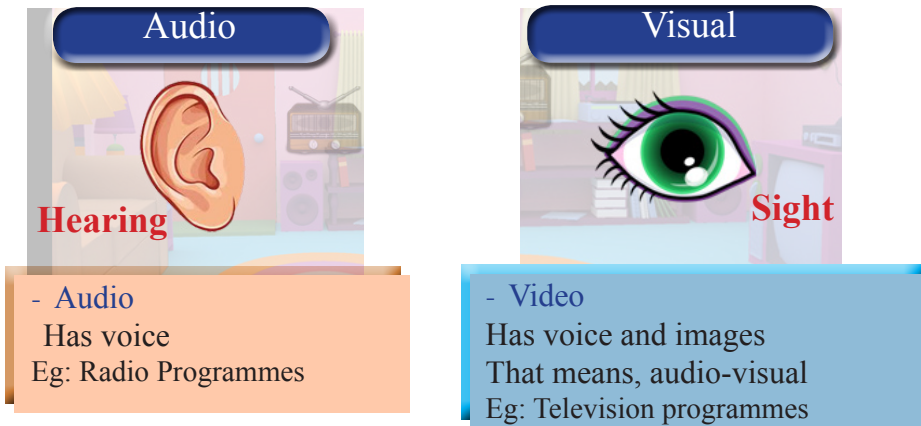 Audio
Hearing
- Audio
Has voice
Eg: Radio Programmes
Visual
Sight
- Video
Has voice and images
That means, audio-visual
Eg: Television programmes